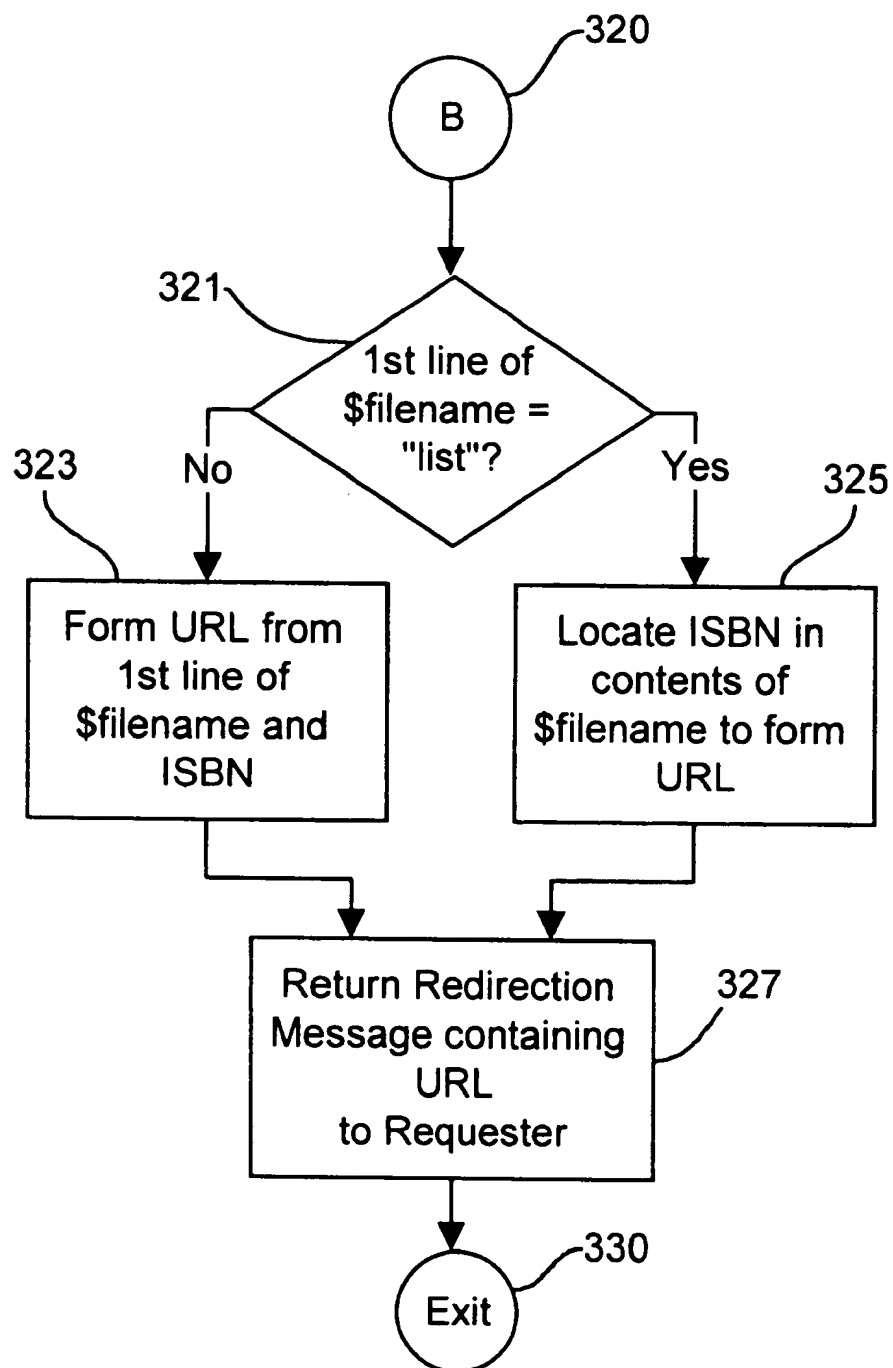 320
B
321
1st line of
$filename =
"list"?
323
No
Yes
325
Form URL from
1st line of
$filename and
ISBN
Locate ISBN in
contents of
$filename to form
URL
Return Redirection
Message containing
URL
to Requester
327
330
Exit